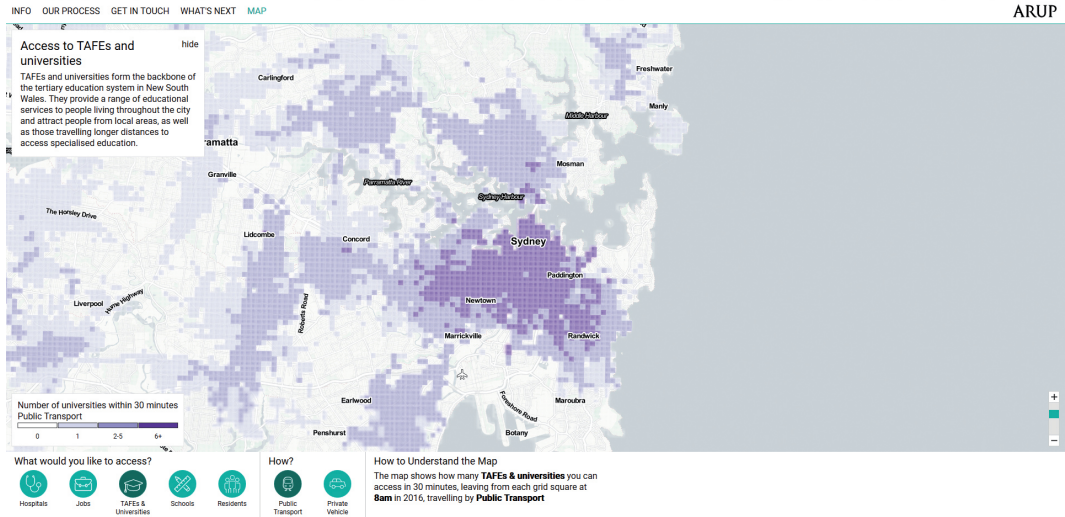 INFO OUR PROCESS GET IN TOUCH WHAT'S NEXT MAP
ARUP
Access to TAFEs and
universities
hide
TAFEs and universities form the backbone of
the tertiary education system in New South
Wales. They provide a range of educational
services to people living throughout the city
and attract people from local areas, as well
as those travelling longer distances to
access specialised education.
Carlingford
Freshwater
Manly
Middle Harbour
ramatta
Mosman
Granville
Parramatta River
Sydney Harbour
The Horsley Drive
Lidcombe
Concord
Sydney
Paddington
Liverpool
Hume Highway
Roberts Road
Newtown
Marrickville
Randwick
Earlwood
Foreshore Road
Maroubra
Penshurst
Botany
Number of universities within 30 minutes
Public Transport
0 1 2-5 6+
+
–
What would you like to access?
Hospitals
Jobs
TAFEs &
Universities
Schools
Residents
How?
Public
Transport
Private
Vehicle
How to Understand the Map
The map shows how many TAFEs & universities you can
access in 30 minutes, leaving from each grid square at
8am in 2016, travelling by Public Transport